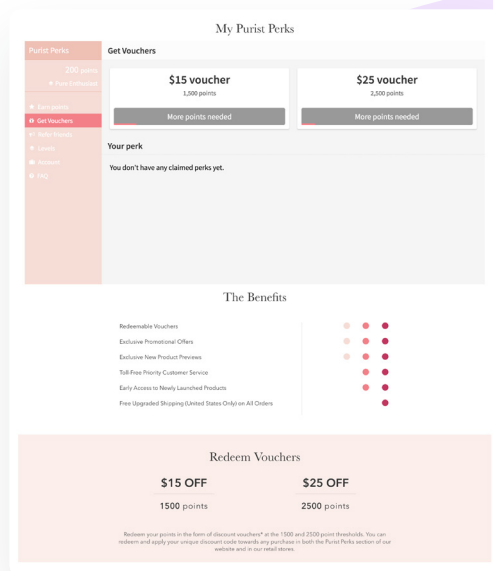 My Purist Perks
Purist Perks
200 points
Pure Enthusiast
Earn points
Get Vouchers
Refer friends
Levels
Account
FAQ
Get Vouchers
$15 voucher
1,500 points
More points needed
$25 voucher
2,500 points
More points needed
Your perk
You don't have any claimed perks yet.
The Benefits
Redeemable Vouchers
Exclusive Promotional Offers
Exclusive New Product Previews
Toll-Free Priority Customer Service
Early Access to Newly Launched Products
Free Upgraded Shipping (United States Only) on All Orders
Redeem Vouchers
$15 OFF
1500 points
$25 OFF
2500 points
Redeem your points in the form of discount vouchers* at the 1500 and 2500 point thresholds. You can
redeem and apply your unique discount code towards any purchase in both the Purist Perks section of our
website and in our retail stores.